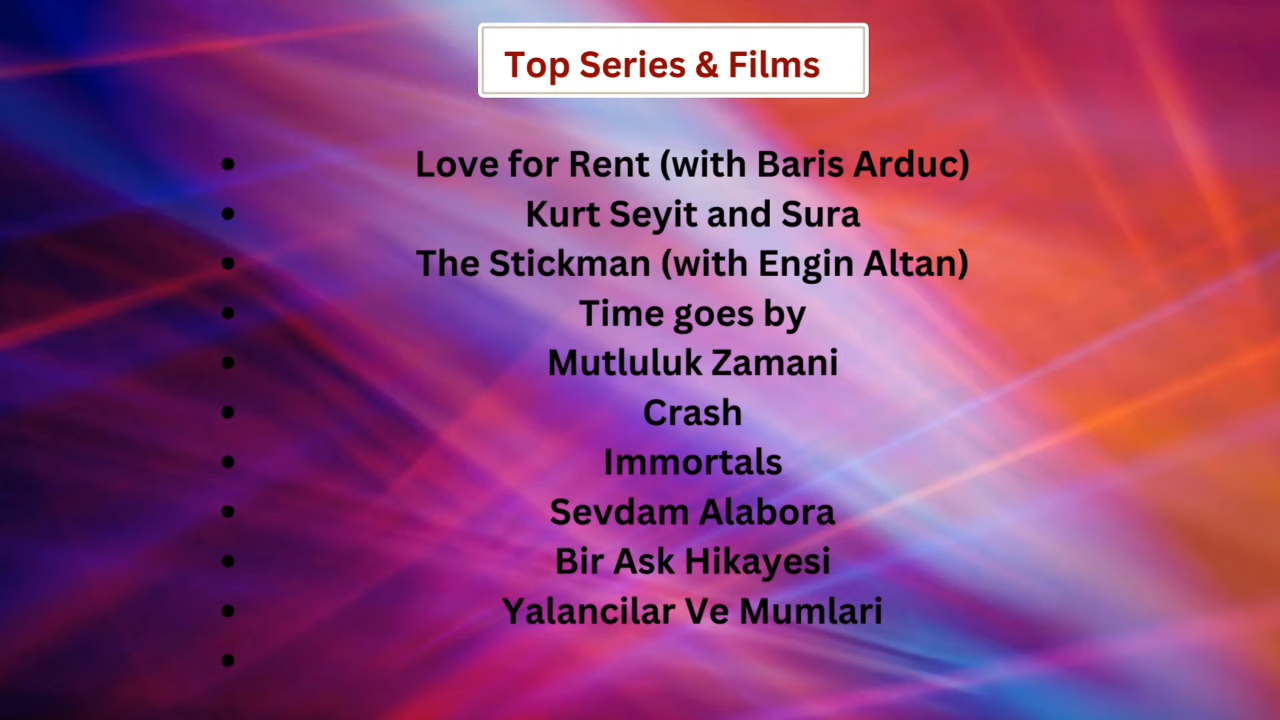 Top Series & Films
• Love for Rent (with Baris Arduc)
• Kurt Seyit and Sura
• The Stickman (with Engin Altan)
• Time goes by
• Mutluluk Zamani
• Crash
• Immortals
• Sevdam Alabora
• Bir Ask Hikayesi
• Yalancilar Ve Mumlari
•